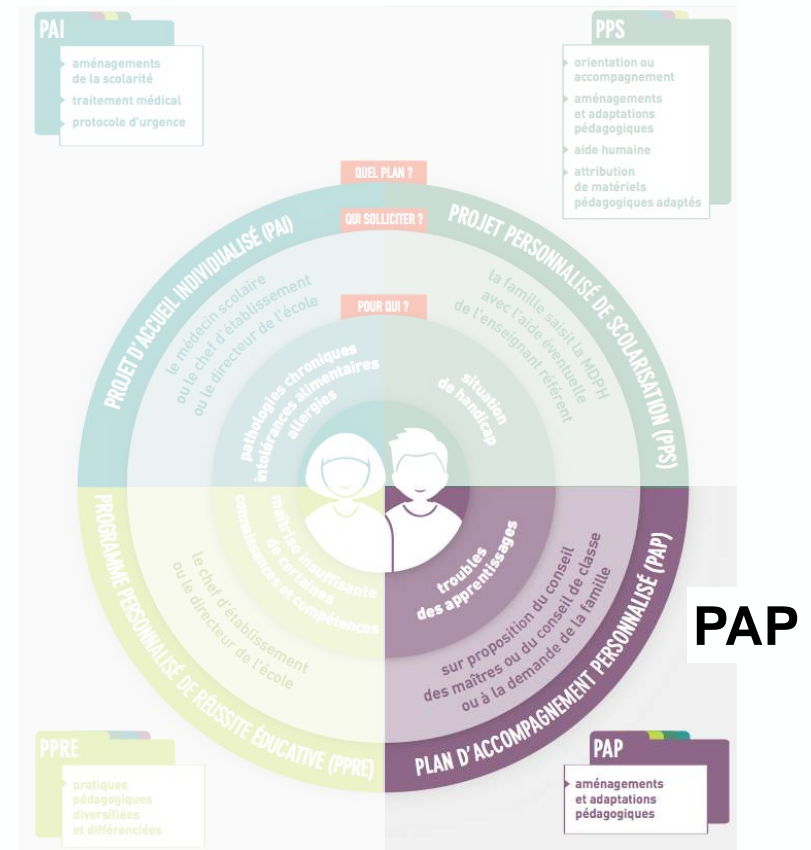 PAI
aménagements
de la scolarité
traitement médical
protocole d'urgence
PPS
orientation ou
accompagnement
aménagements
et adaptations
pédagogiques
aide humaine
attribution
de matériels
pédagogiques adaptés
QUEL PLAN ?
QUI SOLLICITER ?
POUR QUI ?
PROJET D'ACCUEIL INDIVIDUALISÉ (PAI)
le médecin scolaire
ou le chef d'établissement
ou le directeur de l'école
pathologies chroniques
intolérances alimentaires
allergies
PROJET PERSONNALISÉ DE SCOLARISATION (PPS)
la famille saisit la MDPH
avec l'aide éventuelle
de l'enseignant référent
situation
de handicap
PROGRAMME PERSONNALISÉ DE RÉUSSITE ÉDUCATIVE (PPRE)
le chef d'établissement
ou le directeur de l'école
maîtrise insuffisante
de certaines
connaissances et compétences
troubles
des apprentissages
sur proposition du conseil
des maîtres ou du conseil de classe
ou à la demande de la famille
PLAN D'ACCOMPAGNEMENT PERSONNALISÉ (PAP)
PAP
PPRE
pratiques
pédagogiques
diversifiées
et différenciées
PAP
aménagements
et adaptations
pédagogiques